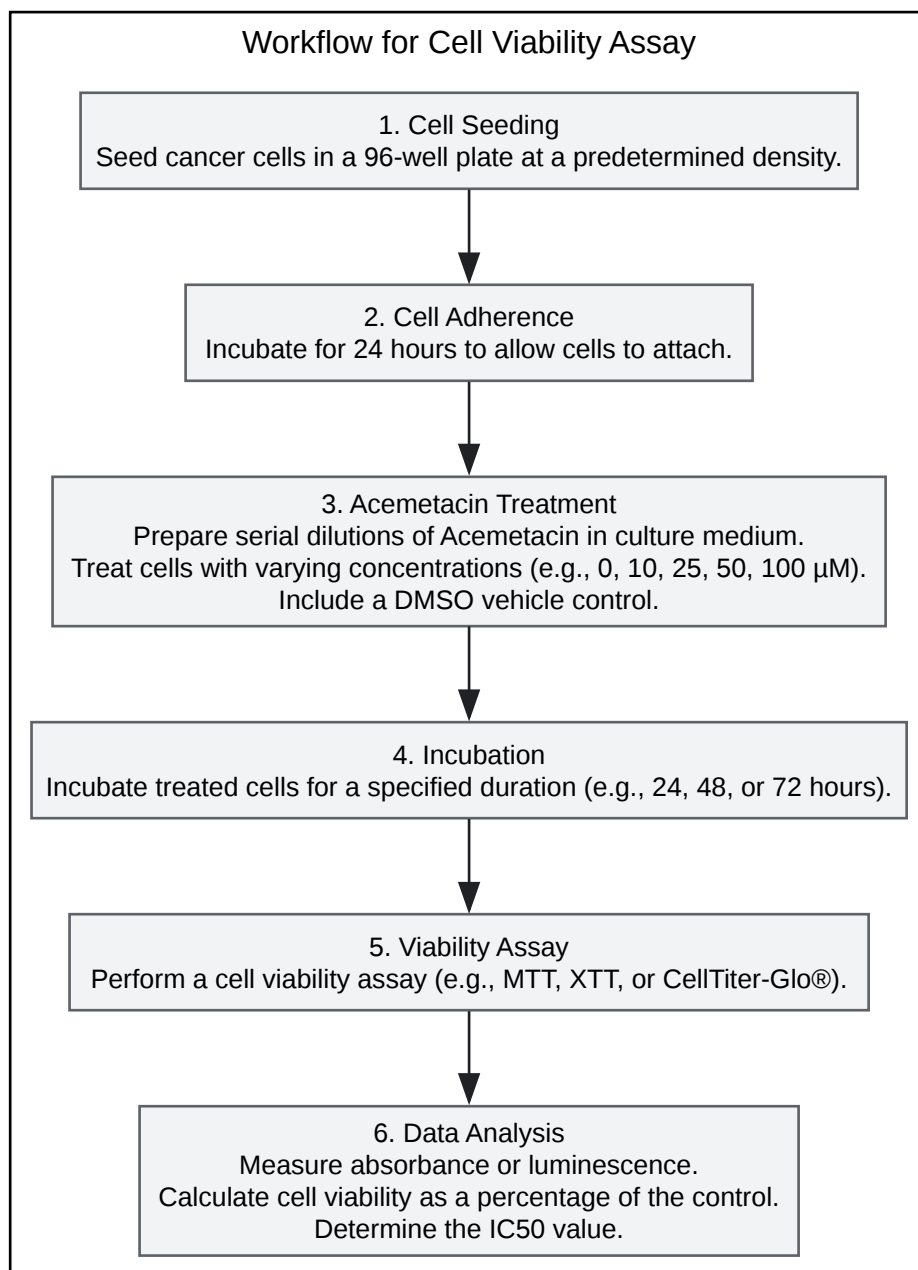 Workflow for Cell Viability Assay
1. Cell Seeding
Seed cancer cells in a 96-well plate at a predetermined density.
2. Cell Adherence
Incubate for 24 hours to allow cells to attach.
3. Acemetacin Treatment
Prepare serial dilutions of Acemetacin in culture medium.
Treat cells with varying concentrations (e.g., 0, 10, 25, 50, 100 µM).
Include a DMSO vehicle control.
4. Incubation
Incubate treated cells for a specified duration (e.g., 24, 48, or 72 hours).
5. Viability Assay
Perform a cell viability assay (e.g., MTT, XTT, or CellTiter-Glo®).
6. Data Analysis
Measure absorbance or luminescence.
Calculate cell viability as a percentage of the control.
Determine the IC50 value.